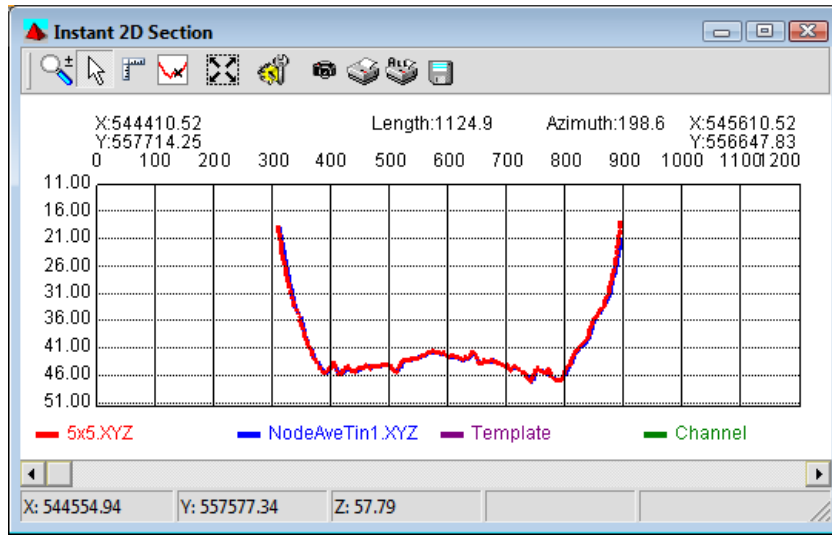 Instant 2D Section
ALL
X:544410.52 Length:1124.9 Azimuth:198.6 X:545610.52
Y:557714.25 Y:556647.83
0 100 200 300 400 500 600 700 800 900 1000 1100 1200
11.00
16.00
21.00
26.00
31.00
36.00
41.00
46.00
51.00
5x5.XYZ NodeAveTin1.XYZ Template Channel
X: 544554.94 Y: 557577.34 Z: 57.79